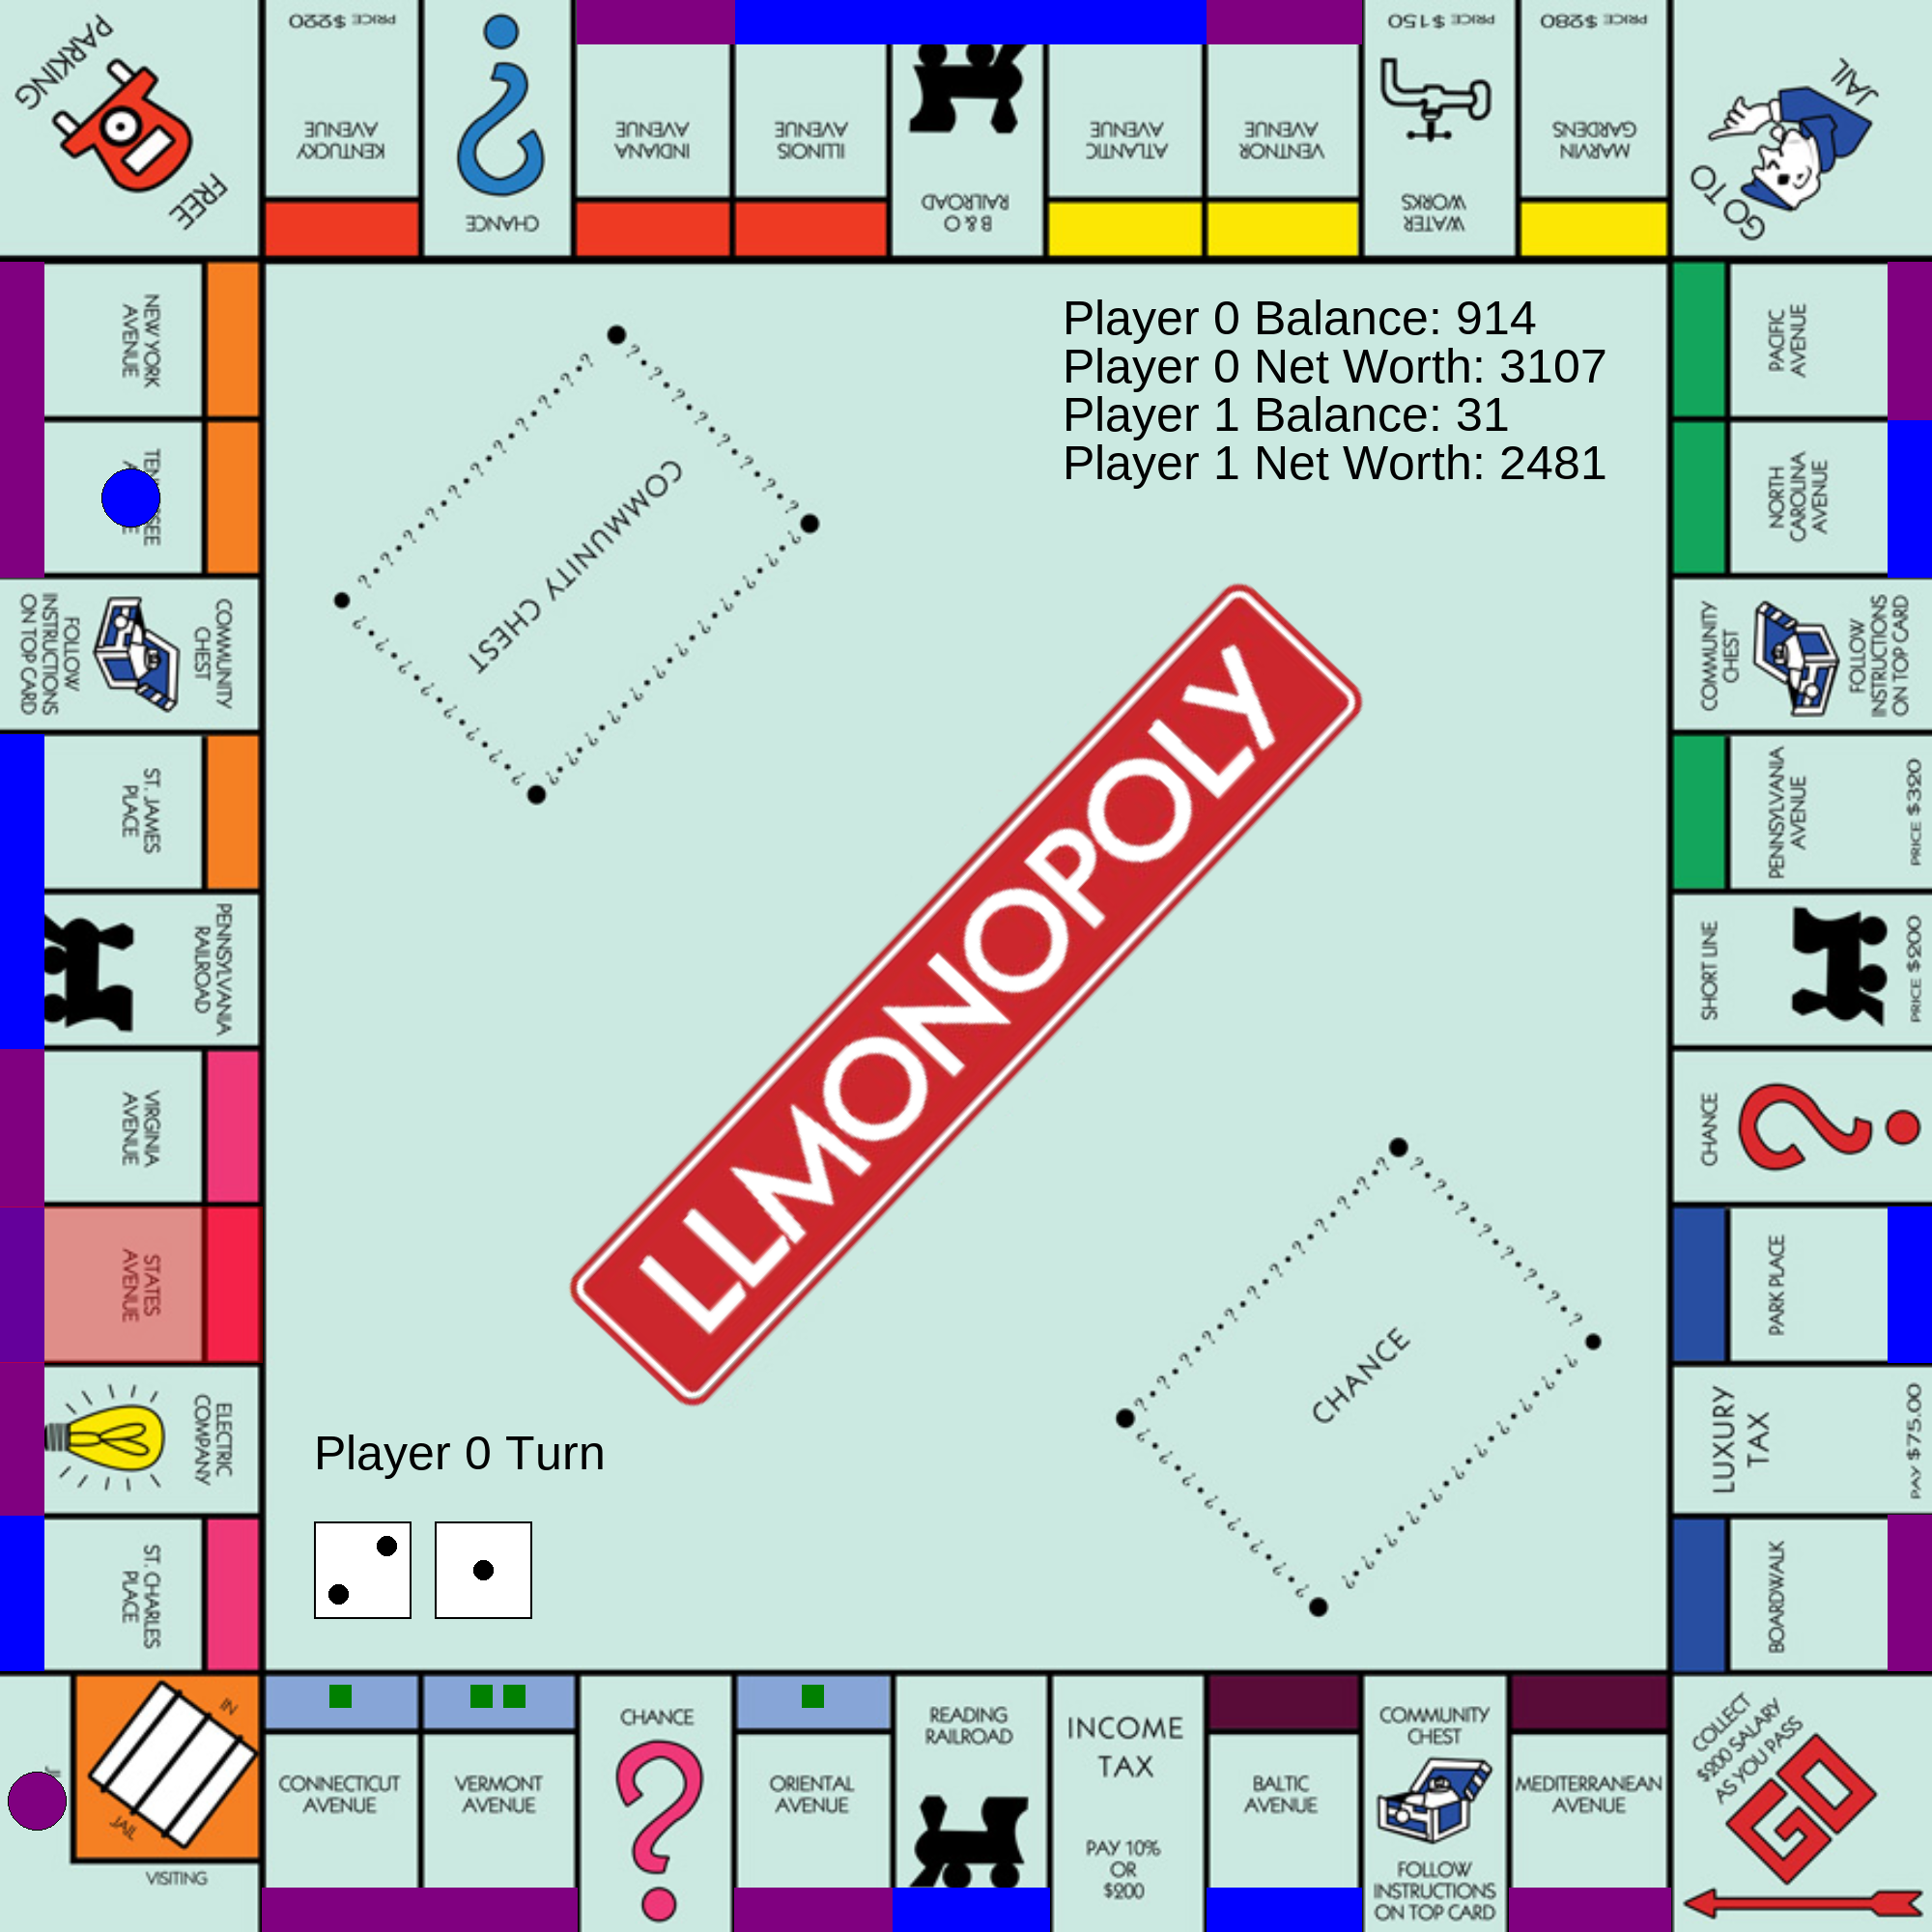 FREE
PARKING
PRICE $220
KENTUCKY
AVENUE
CHANCE
INDIANA
AVENUE
ILLINOIS
AVENUE
B & O
RAILROAD
ATLANTIC
AVENUE
VENTNOR
AVENUE
PRICE $150
WATER
WORKS
PRICE $280
MARVIN
GARDENS
GO TO
JAIL
NEW YORK
AVENUE
COMMUNITY
CHEST
FOLLOW
INSTRUCTIONS
ON TOP CARD
ST. JAMES
PLACE
PENNSYLVANIA
RAILROAD
VIRGINIA
AVENUE
STATES
AVENUE
ELECTRIC
COMPANY
ST. CHARLES
PLACE
Player 0 Balance: 914
Player 0 Net Worth: 3107
Player 1 Balance: 31
Player 1 Net Worth: 2481
COMMUNITY CHEST
LLMONOPOLY
CHANCE
Player 0 Turn
PACIFIC
AVENUE
NORTH
CAROLINA
AVENUE
COMMUNITY
CHEST
FOLLOW
INSTRUCTIONS
ON TOP CARD
PENNSYLVANIA
AVENUE
PRICE $320
SHORT LINE
PRICE $200
CHANCE
PARK PLACE
LUXURY
TAX
PAY $75.00
BOARDWALK
IN
JAIL
VISITING
CONNECTICUT
AVENUE
VERMONT
AVENUE
CHANCE
ORIENTAL
AVENUE
READING
RAILROAD
INCOME
TAX
PAY 10%
OR
$200
BALTIC
AVENUE
COMMUNITY
CHEST
FOLLOW
INSTRUCTIONS
ON TOP CARD
MEDITERRANEAN
AVENUE
COLLECT
$200 SALARY
AS YOU PASS
GO